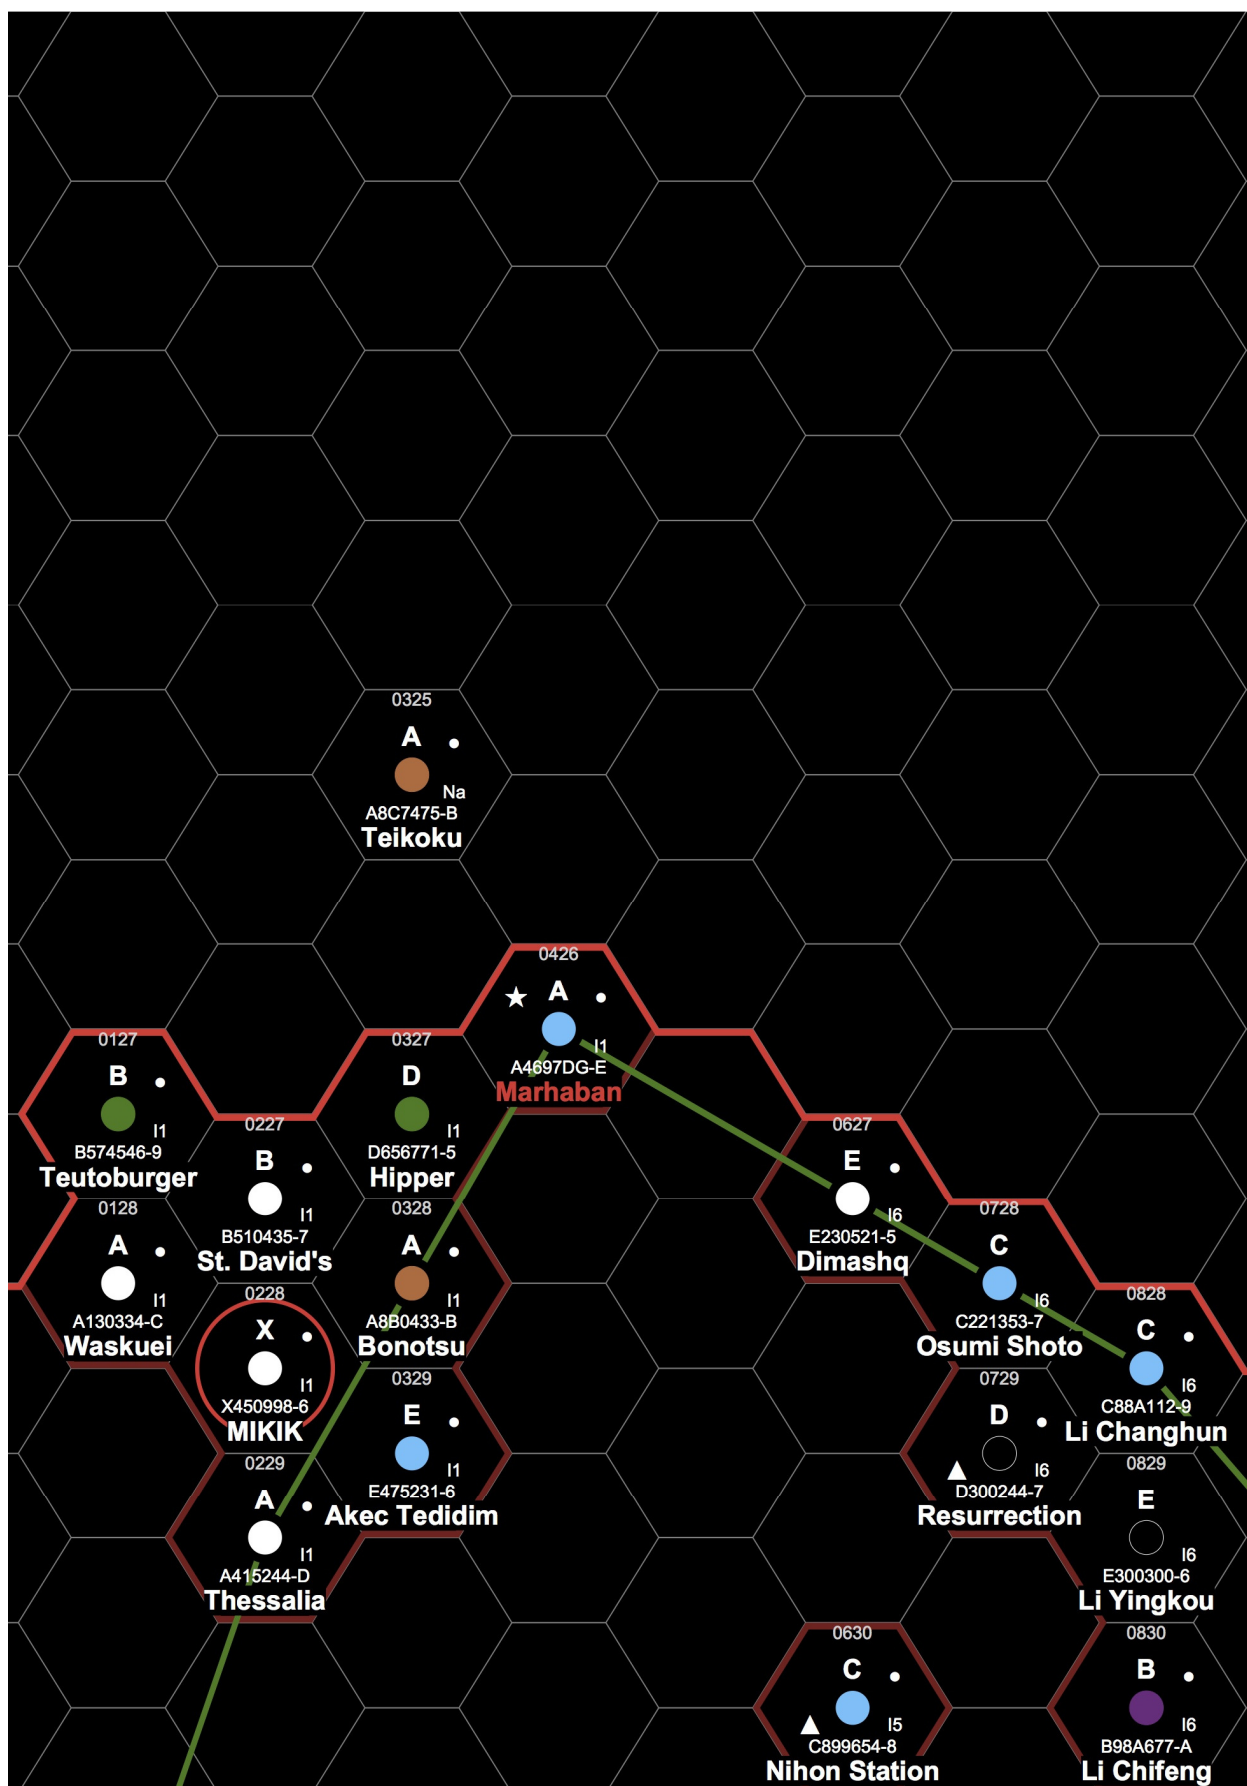 0325
A
Na
A8C7475-B
Teikoku
0426
A
I1
A4697DG-E
Marhaban
0127
B
I1
B574546-9
Teutoburger
0327
D
I1
D656771-5
Hipper
0227
B
I1
B510435-7
St. David's
0627
E
I6
E230521-5
Dimashq
0128
A
I1
A130334-C
Waskuei
0328
A
I1
A8B0433-B
Bonotsu
0728
C
I6
C221353-7
Osumi Shoto
0228
X
I1
X450998-6
MIKIK
0828
C
I6
C88A112-9
Li Changhun
0329
E
I1
E475231-6
Akec Tedidim
0729
D
I6
D300244-7
Resurrection
0229
A
I1
A415244-D
Thessalia
0829
E
I6
E300300-6
Li Yingkou
0630
C
I5
C899654-8
Nihon Station
0830
B
I6
B98A677-A
Li Chifeng